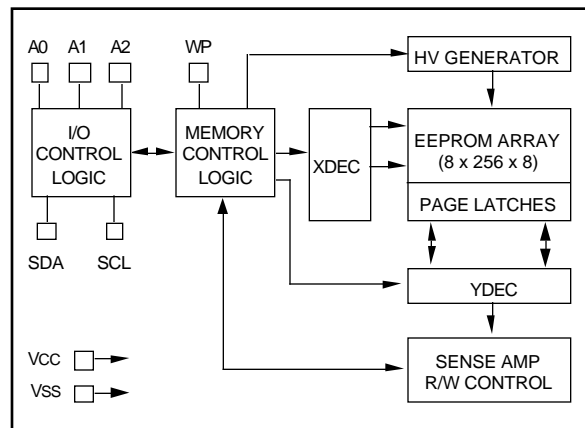 A0 A1 A2 WP
HV GENERATOR
I/O
CONTROL
LOGIC
MEMORY
CONTROL
LOGIC
XDEC
EEPROM ARRAY
(8 x 256 x 8)
PAGE LATCHES
SDA SCL
YDEC
VCC
VSS
SENSE AMP
R/W CONTROL